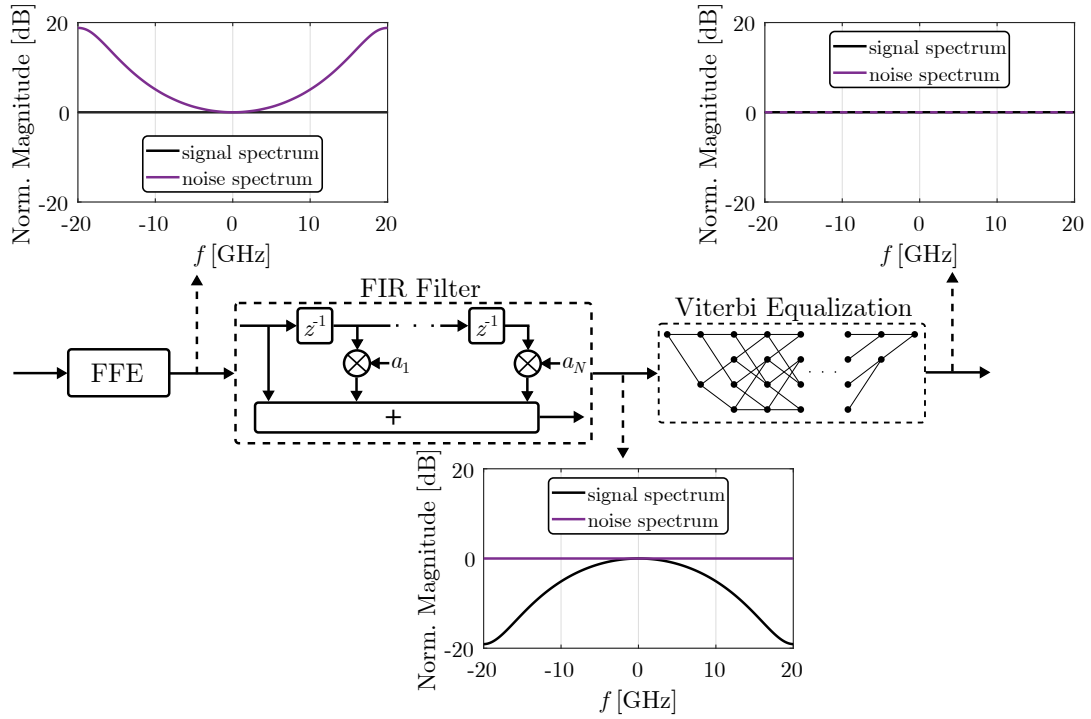 Norm. Magnitude [dB]
20
0
-20
signal spectrum
noise spectrum
-20 -10 0 10 20
f [GHz]
Norm. Magnitude [dB]
20
0
-20
signal spectrum
noise spectrum
-20 -10 0 10 20
f [GHz]
FIR Filter
Viterbi Equalization
FFE
z⁻¹ · · · z⁻¹
a₁ a_N
+
· · ·
Norm. Magnitude [dB]
20
0
-20
signal spectrum
noise spectrum
-20 -10 0 10 20
f [GHz]